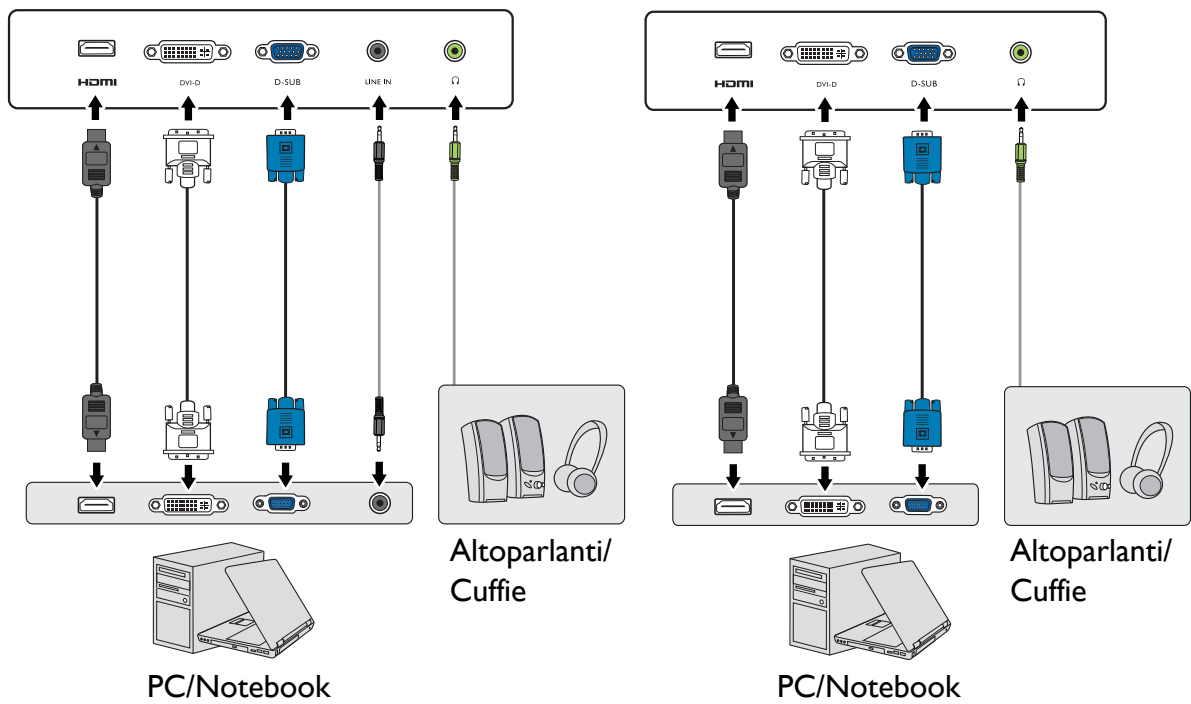 HDMI DVI-D D-SUB LINE IN
HDMI DVI-D D-SUB
Altoparlanti/
Cuffie
PC/Notebook
Altoparlanti/
Cuffie
PC/Notebook